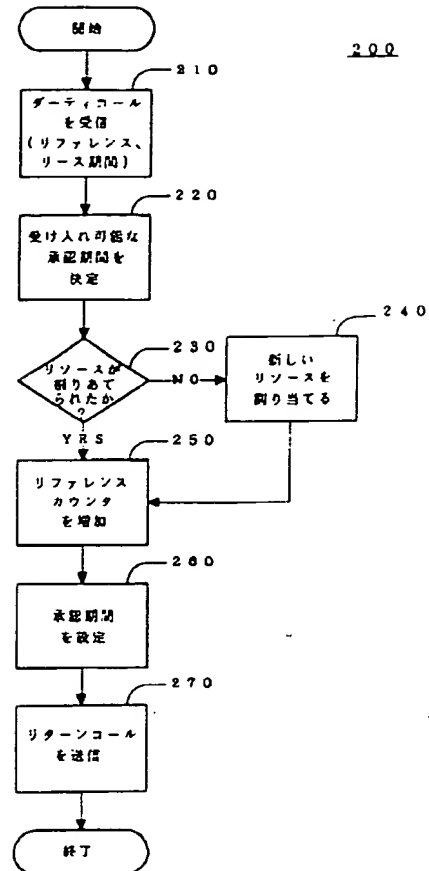 開始
200
210
ダーティコール
を受信
(リファレンス、
リース期間)
220
受け入れ可能な
承認期間を
決定
230
リソースが
割りあて
られたか
?
NO
240
新しい
リソースを
割り当てる
YES
250
リファレンス
カウンタ
を増加
260
承認期間
を設定
270
リターンコール
を送信
終了